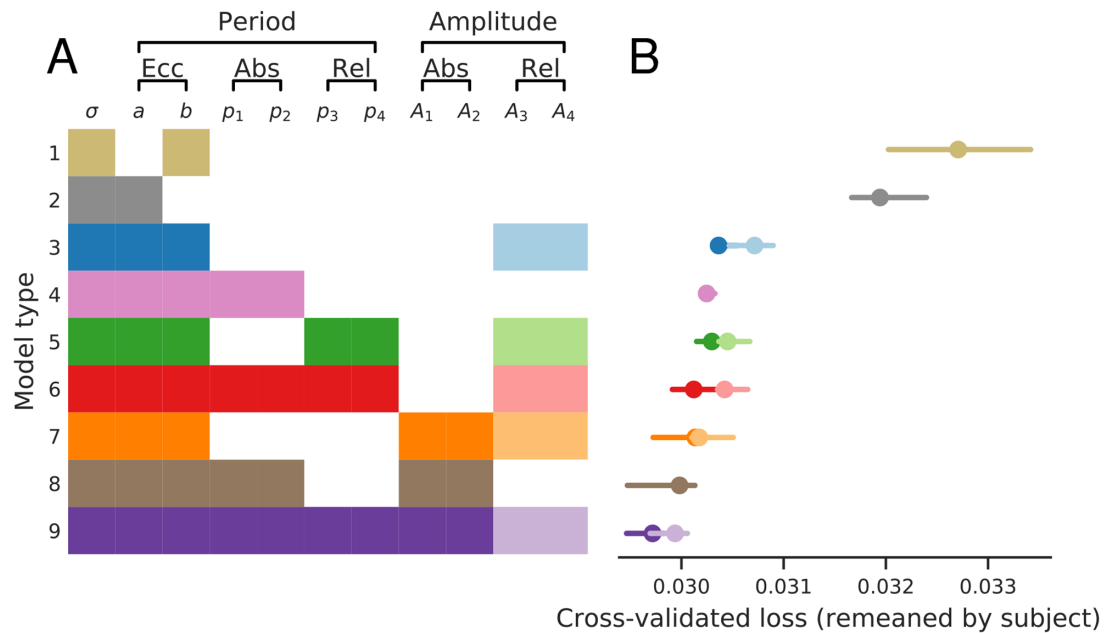 A
Period
Amplitude
B
Ecc Abs Rel Abs Rel
σ a b p₁ p₂ p₃ p₄ A₁ A₂ A₃ A₄
Model type
1
2
3
4
5
6
7
8
9
0.030 0.031 0.032 0.033
Cross-validated loss (remeaned by subject)